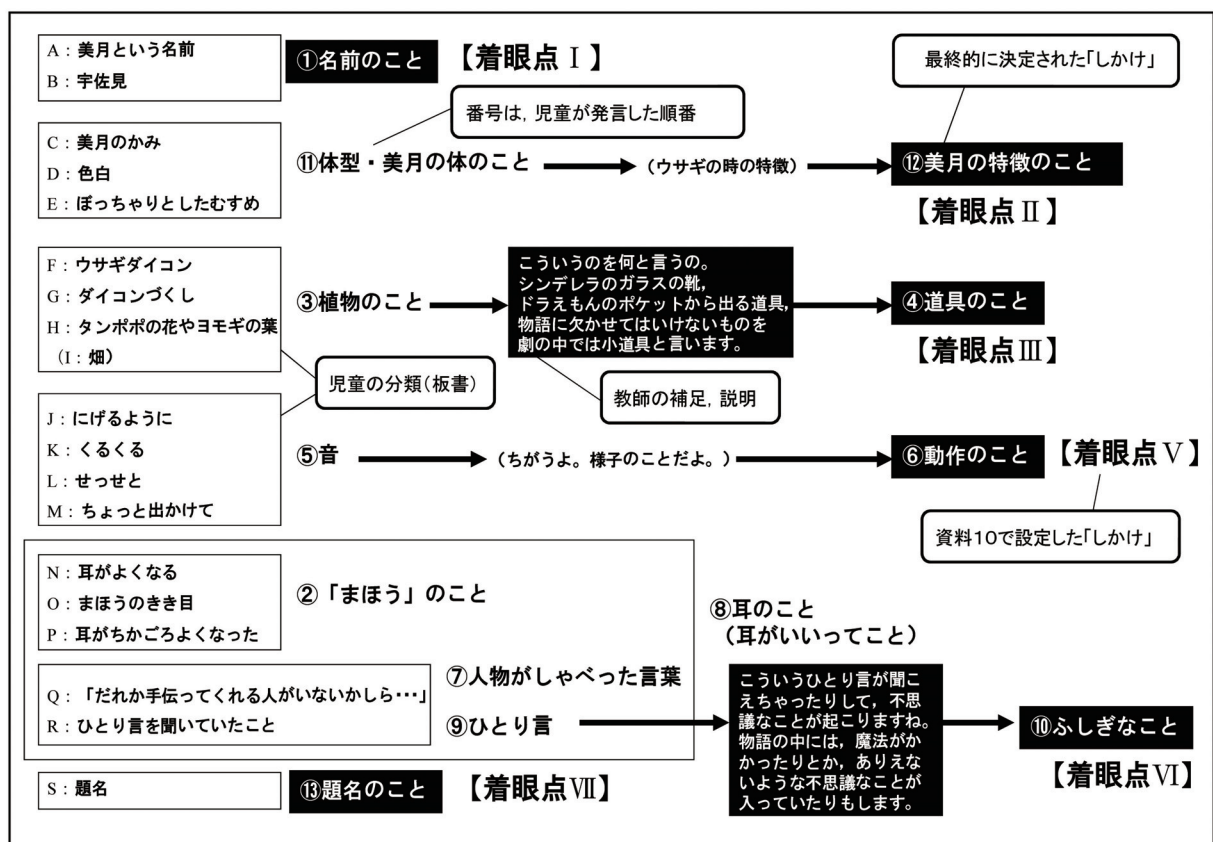 A：美月という名前
B：宇佐見
①名前のこと
【着眼点Ⅰ】
最終的に決定された「しかけ」
番号は，児童が発言した順番
C：美月のかみ
D：色白
E：ぽっちゃりとしたむすめ
⑪体型・美月の体のこと
(ウサギの時の特徴)
⑫美月の特徴のこと
【着眼点Ⅱ】
F：ウサギダイコン
G：ダイコンづくし
H：タンポポの花やヨモギの葉
（I：畑）
③植物のこと
こういうのを何と言うの。
シンデレラのガラスの靴，
ドラえもんのポケットから出る道具，
物語に欠かせてはいけないものを
劇の中では小道具と言います。
④道具のこと
【着眼点Ⅲ】
児童の分類(板書)
教師の補足，説明
J：にげるように
K：くるくる
L：せっせと
M：ちょっと出かけて
⑤音
(ちがうよ。様子のことだよ。)
⑥動作のこと
【着眼点Ⅴ】
資料１０で設定した「しかけ」
N：耳がよくなる
O：まほうのきき目
P：耳がちかごろよくなった
②「まほう」のこと
Q：「だれか手伝ってくれる人がいないかしら・・・」
R：ひとり言を聞いていたこと
⑦人物がしゃべった言葉
⑨ひとり言
⑧耳のこと
（耳がいいってこと）
こういうひとり言が聞こ
えちゃったりして，不思
議なことが起こりますね。
物語の中には，魔法がか
かったりとか，ありえな
いような不思議なことが
入っていたりもします。
⑩ふしぎなこと
【着眼点Ⅵ】
S：題名
⑬題名のこと
【着眼点Ⅶ】